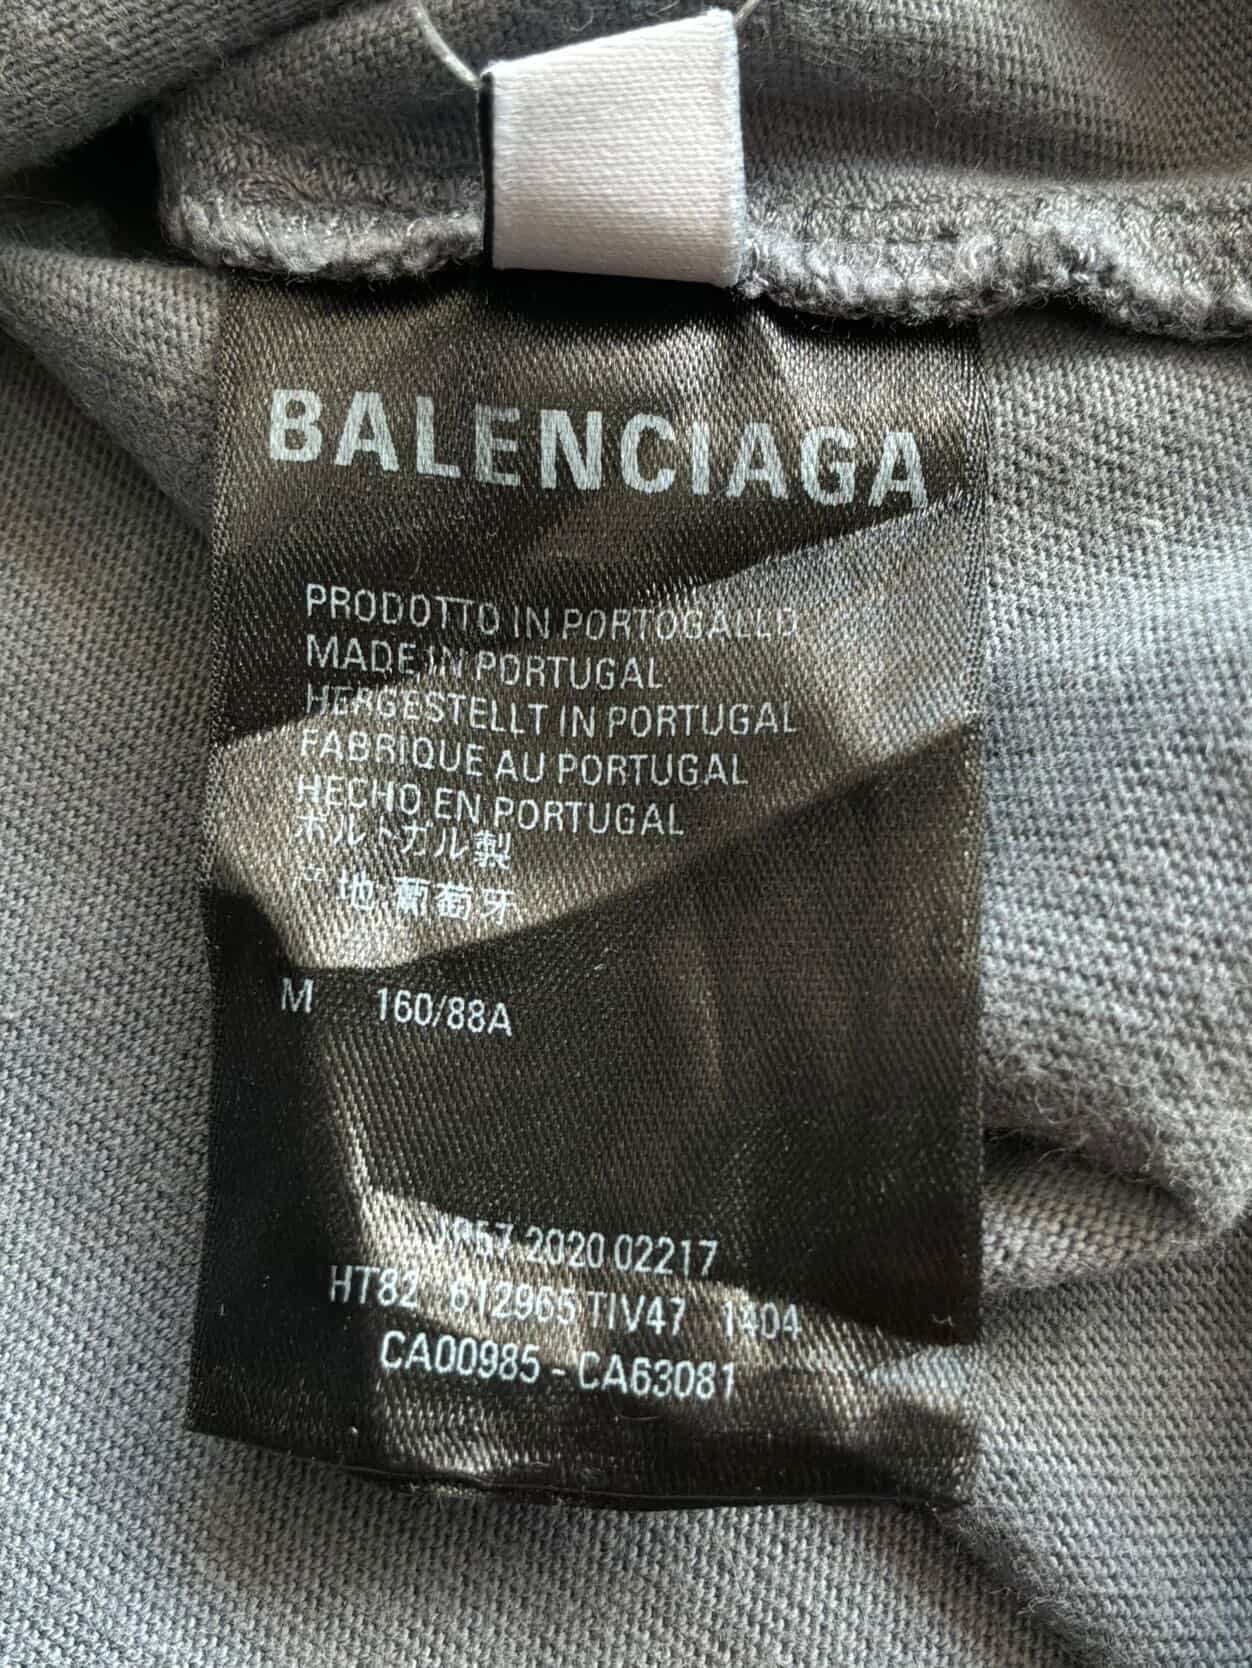 BALENCIAGA
PRODOTTO IN PORTOGALLO
MADE IN PORTUGAL
HERGESTELLT IN PORTUGAL
FABRIQUE AU PORTUGAL
HECHO EN PORTUGAL
ポルトガル製
产地 葡萄牙
M 160/88A
2020 02217
HT82 612965 TIV47 1404
CA00985 - CA63081